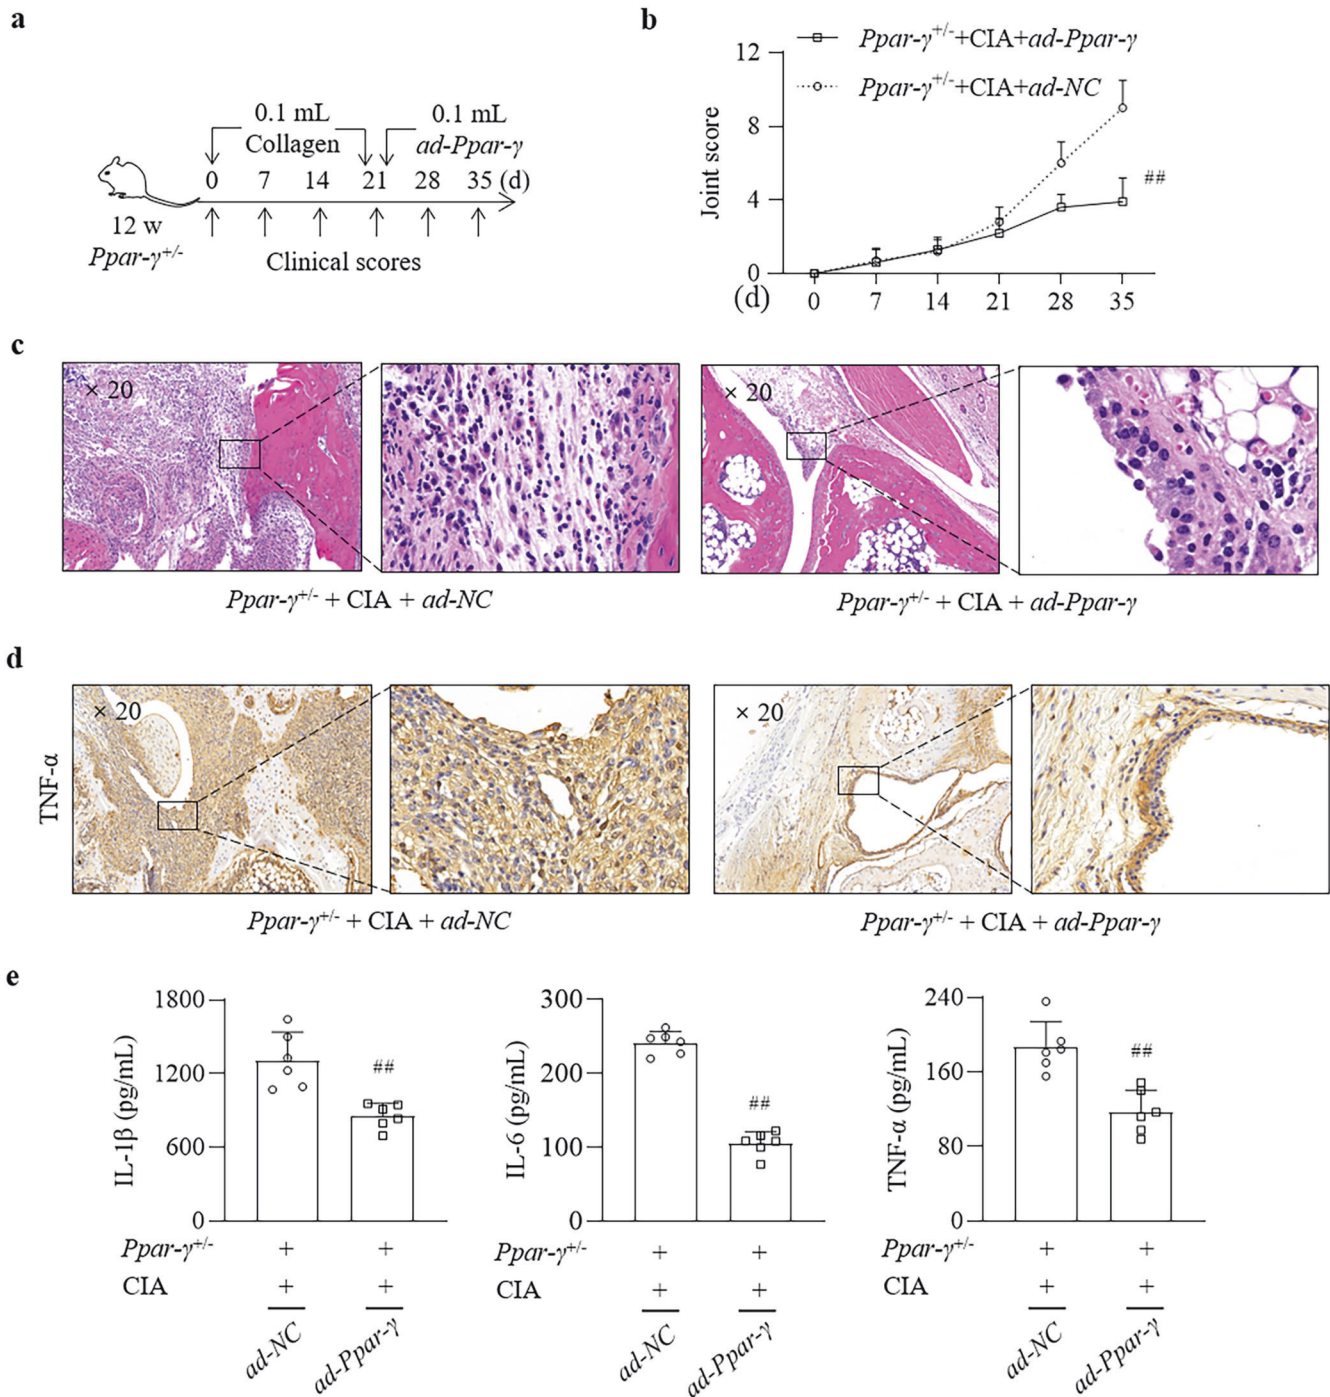 a
0.1 mL
Collagen
0.1 mL
ad-Ppar-γ
0 7 14 21 28 35 (d)
12 w
Ppar-γ+/-
Clinical scores
b
Ppar-γ+/-+CIA+ad-Ppar-γ
Ppar-γ+/-+CIA+ad-NC
Joint score
12
8
4
0
(d)
0 7 14 21 28 35
##
c
× 20
× 20
Ppar-γ+/- + CIA + ad-NC
Ppar-γ+/- + CIA + ad-Ppar-γ
d
TNF-α
× 20
× 20
Ppar-γ+/- + CIA + ad-NC
Ppar-γ+/- + CIA + ad-Ppar-γ
e
IL-1β (pg/mL)
1800
1200
600
0
##
Ppar-γ+/- + +
CIA + +
ad-NC
ad-Ppar-γ
IL-6 (pg/mL)
300
200
100
0
##
Ppar-γ+/- + +
CIA + +
ad-NC
ad-Ppar-γ
TNF-α (pg/mL)
240
160
80
0
##
Ppar-γ+/- + +
CIA + +
ad-NC
ad-Ppar-γ